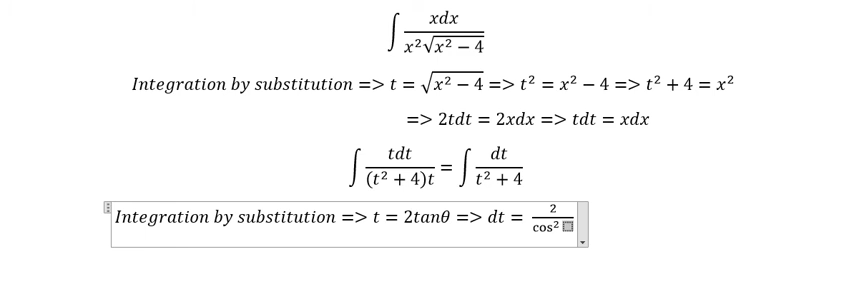 ∫ xdx / x²√(x² − 4)
Integration by substitution => t = √(x² − 4) => t² = x² − 4 => t² + 4 = x²
=> 2tdt = 2xdx => tdt = xdx
∫ tdt / (t² + 4)t = ∫ dt / t² + 4
Integration by substitution => t = 2tanθ => dt = 2 / cos²